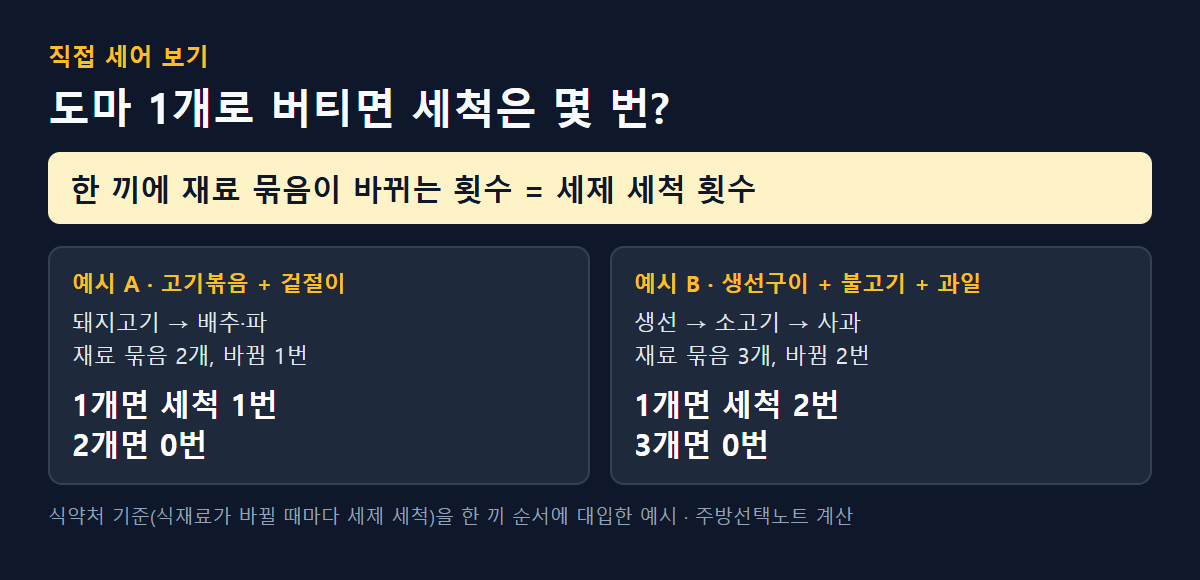 직접 세어 보기
도마 1개로 버티면 세척은 몇 번?
한 끼에 재료 묶음이 바뀌는 횟수 = 세제 세척 횟수
예시 A · 고기볶음 + 겉절이
돼지고기 → 배추·파
재료 묶음 2개, 바뀜 1번
1개면 세척 1번
2개면 0번
예시 B · 생선구이 + 불고기 + 과일
생선 → 소고기 → 사과
재료 묶음 3개, 바뀜 2번
1개면 세척 2번
3개면 0번
식약처 기준(식재료가 바뀔 때마다 세제 세척)을 한 끼 순서에 대입한 예시 · 주방선택노트 계산